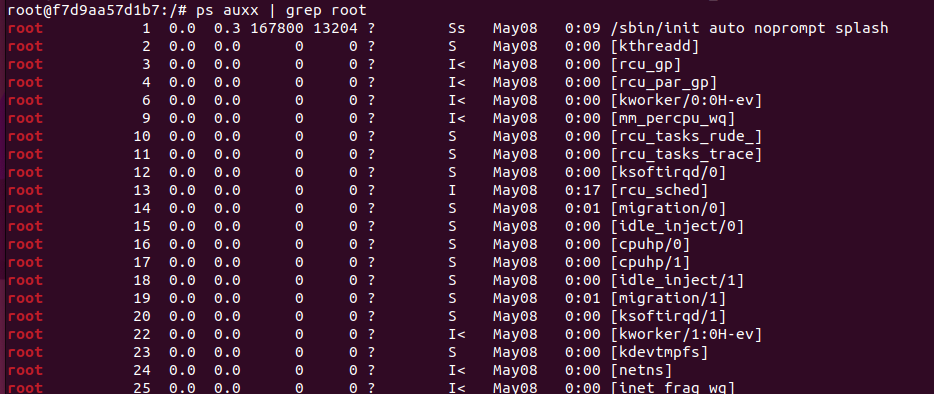 root@f7d9aa57d1b7:/# ps auxx | grep root
root 1 0.0 0.3 167800 13204 ? Ss May08 0:09 /sbin/init auto noprompt splash
root 2 0.0 0.0 0 0 ? S May08 0:00 [kthreadd]
root 3 0.0 0.0 0 0 ? I< May08 0:00 [rcu_gp]
root 4 0.0 0.0 0 0 ? I< May08 0:00 [rcu_par_gp]
root 6 0.0 0.0 0 0 ? I< May08 0:00 [kworker/0:0H-ev]
root 9 0.0 0.0 0 0 ? I< May08 0:00 [mm_percpu_wq]
root 10 0.0 0.0 0 0 ? S May08 0:00 [rcu_tasks_rude_]
root 11 0.0 0.0 0 0 ? S May08 0:00 [rcu_tasks_trace]
root 12 0.0 0.0 0 0 ? S May08 0:00 [ksoftirqd/0]
root 13 0.0 0.0 0 0 ? I May08 0:17 [rcu_sched]
root 14 0.0 0.0 0 0 ? S May08 0:01 [migration/0]
root 15 0.0 0.0 0 0 ? S May08 0:00 [idle_inject/0]
root 16 0.0 0.0 0 0 ? S May08 0:00 [cpuhp/0]
root 17 0.0 0.0 0 0 ? S May08 0:00 [cpuhp/1]
root 18 0.0 0.0 0 0 ? S May08 0:00 [idle_inject/1]
root 19 0.0 0.0 0 0 ? S May08 0:01 [migration/1]
root 20 0.0 0.0 0 0 ? S May08 0:00 [ksoftirqd/1]
root 22 0.0 0.0 0 0 ? I< May08 0:00 [kworker/1:0H-ev]
root 23 0.0 0.0 0 0 ? S May08 0:00 [kdevtmpfs]
root 24 0.0 0.0 0 0 ? I< May08 0:00 [netns]
root 25 0.0 0.0 0 0 ? I< May08 0:00 [inet_frag_wq]